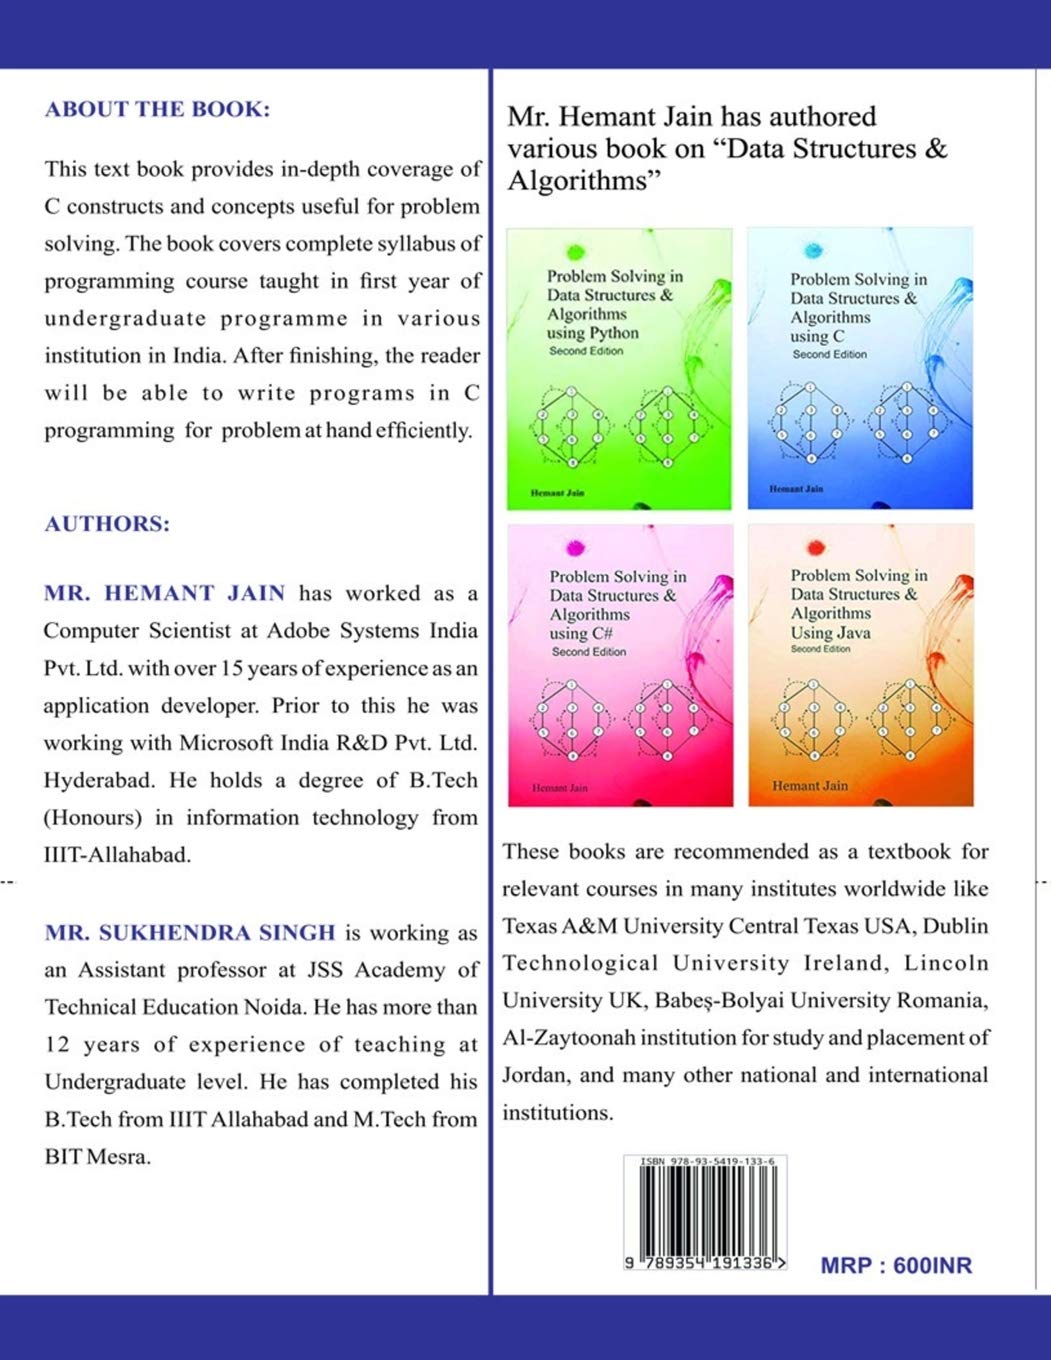 ABOUT THE BOOK:
This text book provides in-depth coverage of
C constructs and concepts useful for problem
solving. The book covers complete syllabus of
programming course taught in first year of
undergraduate programme in various
institution in India. After finishing, the reader
will be able to write programs in C
programming for problem at hand efficiently.
AUTHORS:
MR. HEMANT JAIN has worked as a
Computer Scientist at Adobe Systems India
Pvt. Ltd. with over 15 years of experience as an
application developer. Prior to this he was
working with Microsoft India R&D Pvt. Ltd.
Hyderabad. He holds a degree of B.Tech
(Honours) in information technology from
IIIT-Allahabad.
MR. SUKHENDRA SINGH is working as
an Assistant professor at JSS Academy of
Technical Education Noida. He has more than
12 years of experience of teaching at
Undergraduate level. He has completed his
B.Tech from IIIT Allahabad and M.Tech from
BIT Mesra.
Mr. Hemant Jain has authored
various book on “Data Structures &
Algorithms”
Problem Solving in
Data Structures &
Algorithms
using Python
Second Edition
Hemant Jain
Problem Solving in
Data Structures &
Algorithms
using C
Second Edition
Hemant Jain
Problem Solving in
Data Structures &
Algorithms
using C#
Second Edition
Hemant Jain
Problem Solving in
Data Structures &
Algorithms
Using Java
Second Edition
Hemant Jain
These books are recommended as a textbook for
relevant courses in many institutes worldwide like
Texas A&M University Central Texas USA, Dublin
Technological University Ireland, Lincoln
University UK, Babeș-Bolyai University Romania,
Al-Zaytoonah institution for study and placement of
Jordan, and many other national and international
institutions.
ISBN 978-93-5419-133-6
9 789354 191336 >
MRP : 600INR